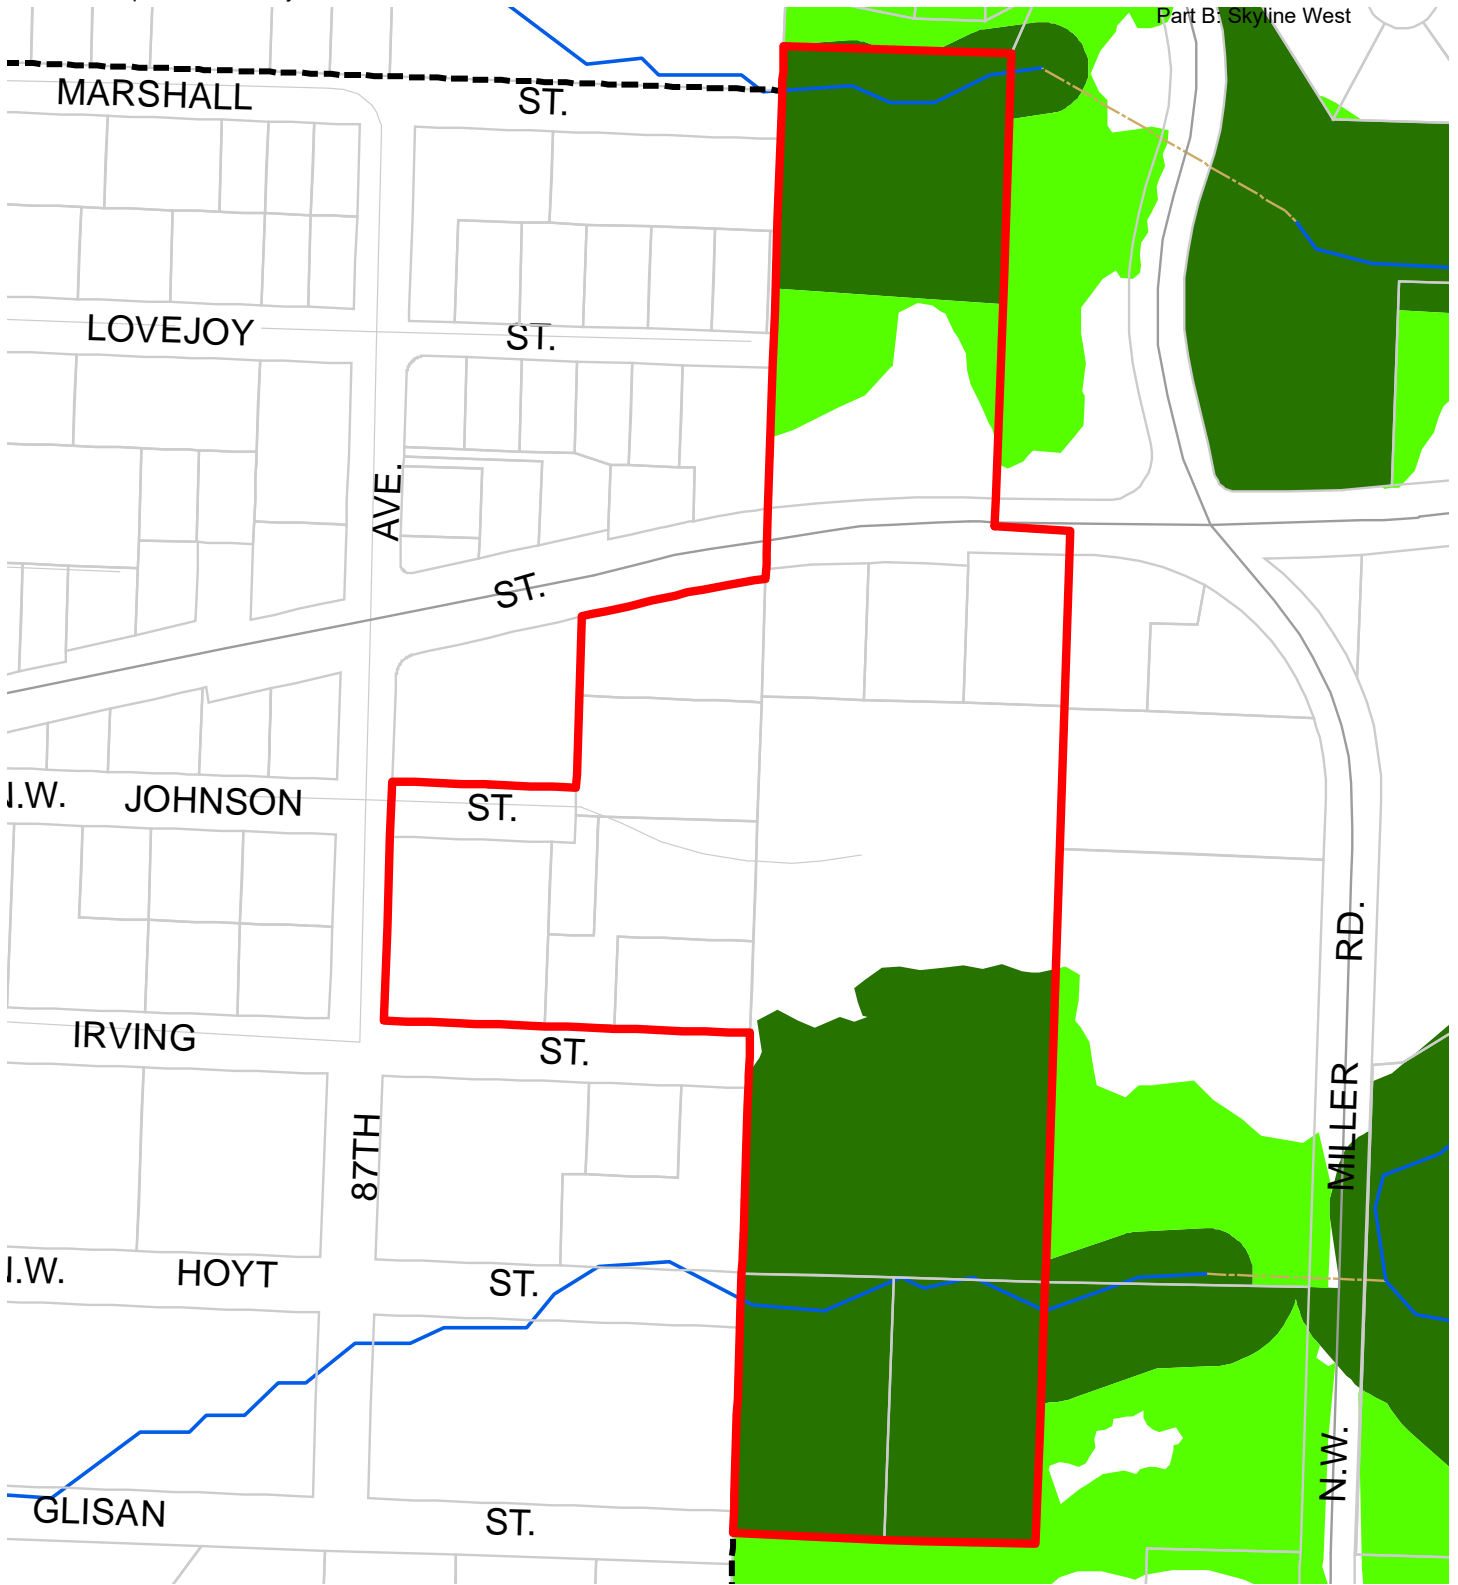 Part B: Skyline West
MARSHALL ST.
LOVEJOY ST.
AVE.
ST.
N.W. JOHNSON ST.
RD.
IRVING ST.
MILLER
87TH
N.W. HOYT ST.
N.W.
GLISAN ST.